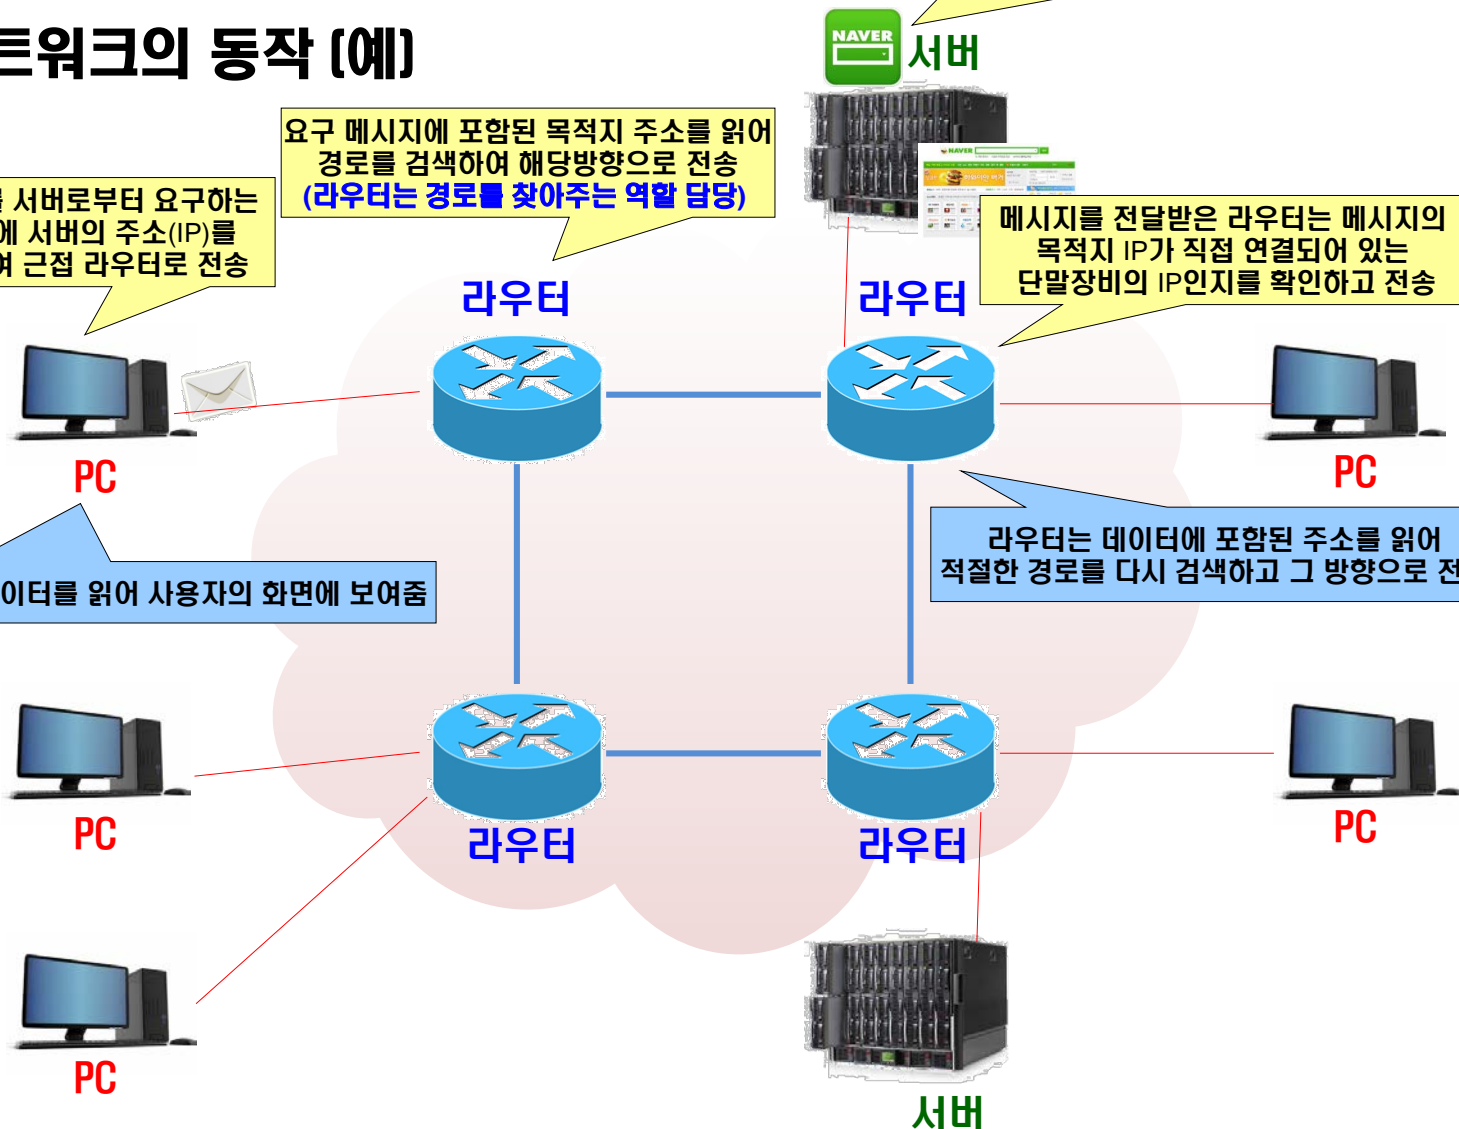 트워크의 동작 (예)
NAVER
서버
요구 메시지에 포함된 목적지 주소를 읽어
경로를 검색하여 해당방향으로 전송
(라우터는 경로를 찾아주는 역할 담당)
서버로부터 요구하는
에 서버의 주소(IP)를
여 근접 라우터로 전송
NAVER
메시지를 전달받은 라우터는 메시지의
목적지 IP가 직접 연결되어 있는
단말장비의 IP인지를 확인하고 전송
라우터
라우터
PC
PC
라우터는 데이터에 포함된 주소를 읽어
적절한 경로를 다시 검색하고 그 방향으로 전
이터를 읽어 사용자의 화면에 보여줌
PC
라우터
라우터
PC
PC
서버